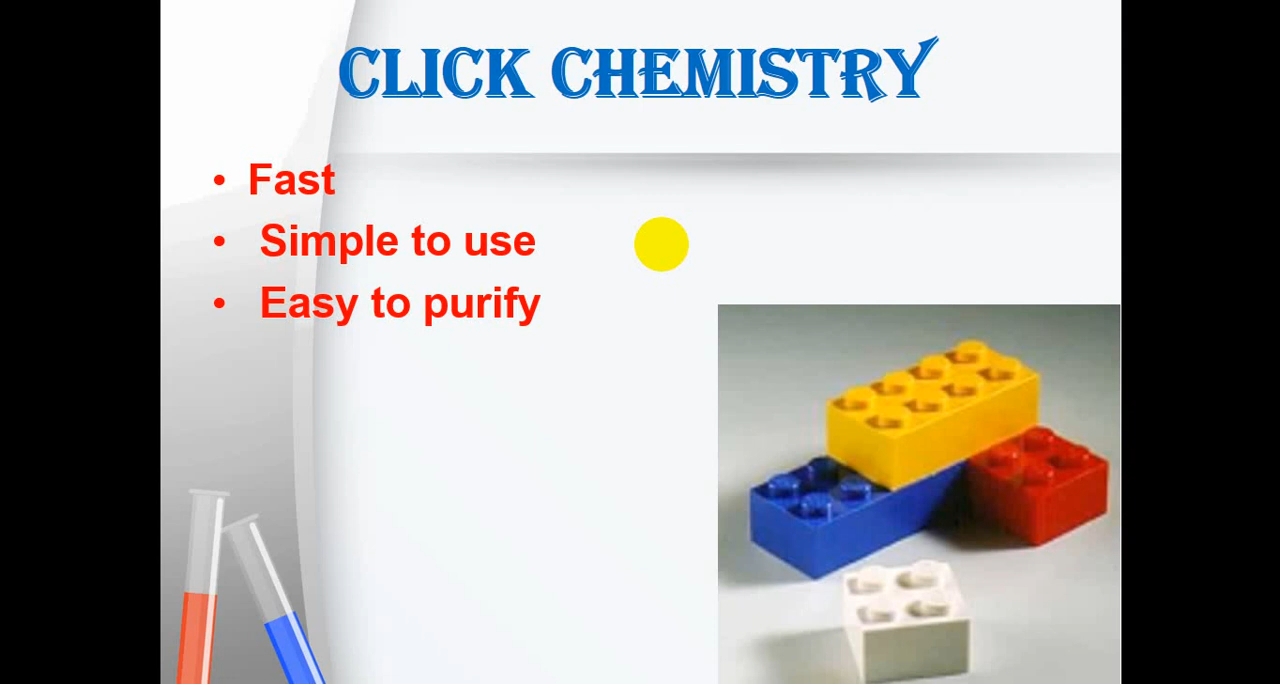 CLICK CHEMISTRY
• Fast
• Simple to use
• Easy to purify